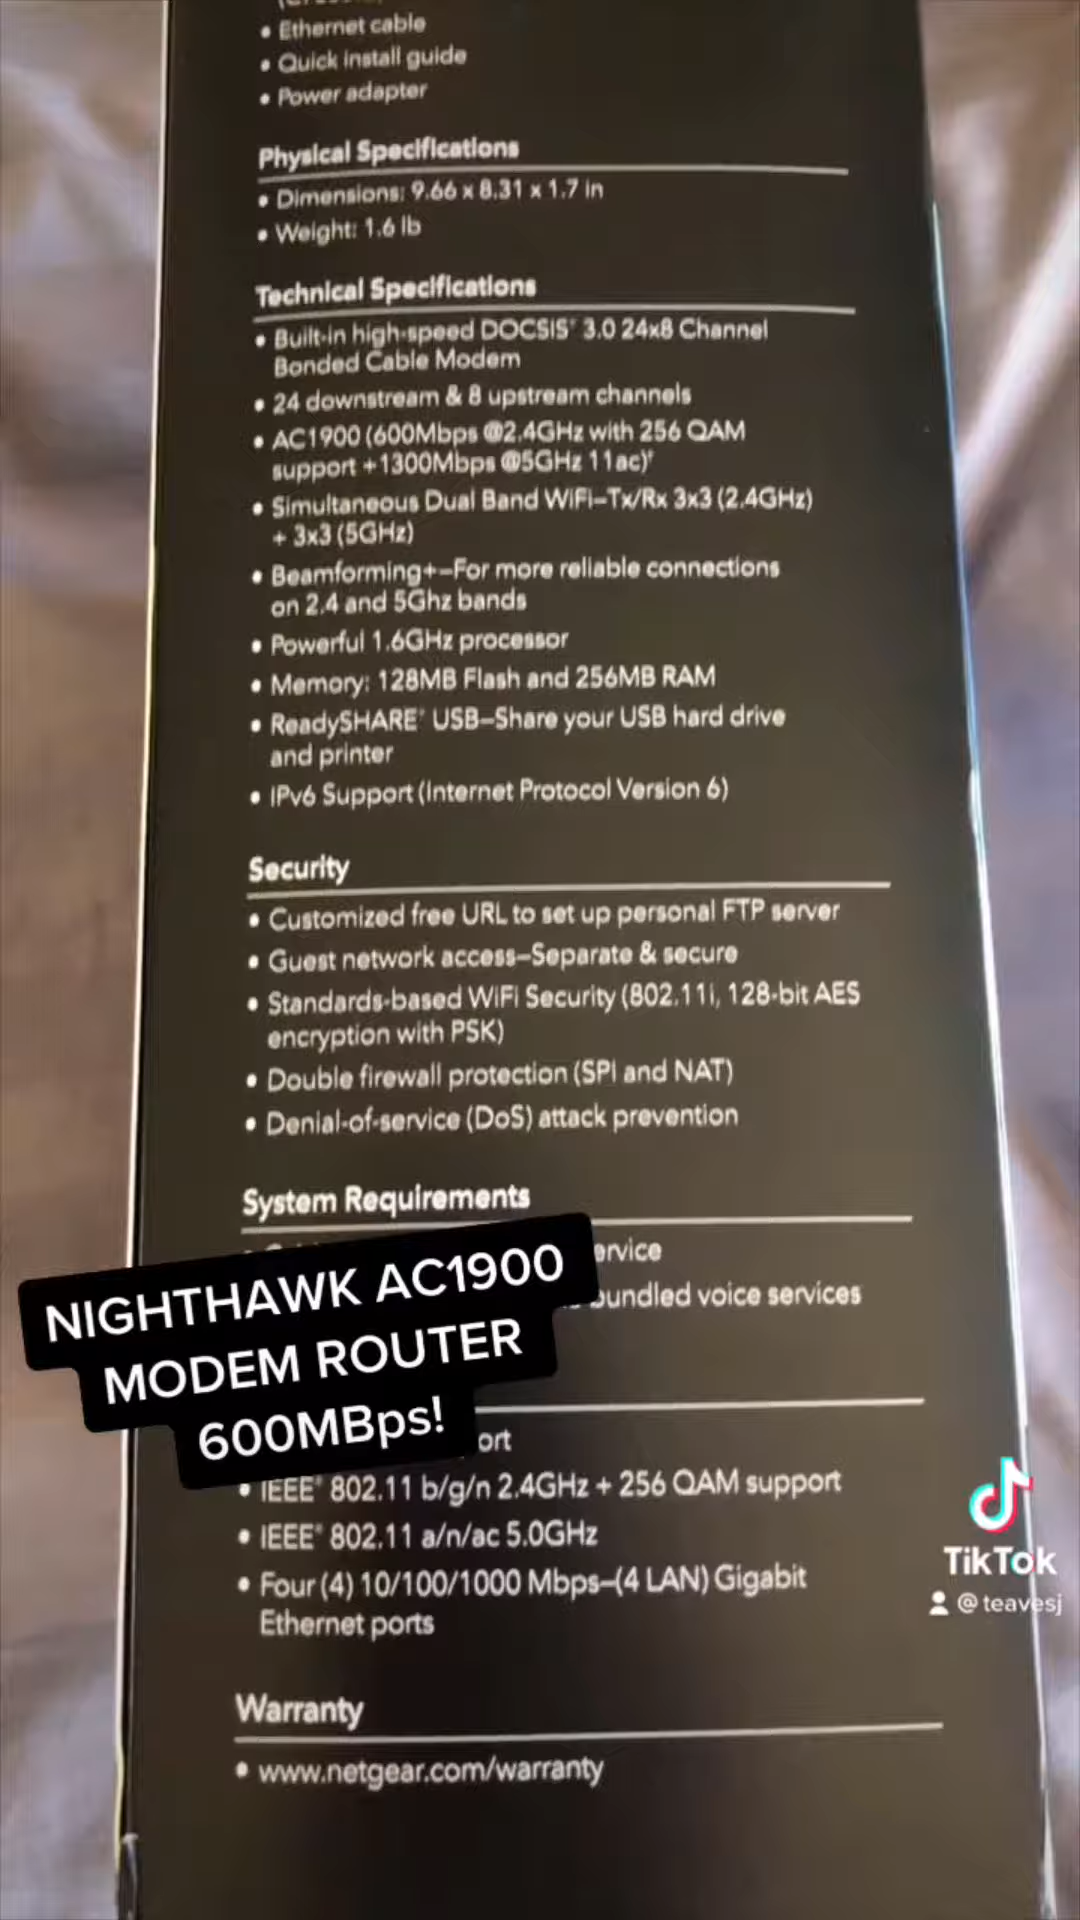 • Ethernet cable
• Quick install guide
• Power adapter
Physical Specifications
• Dimensions: 9.66 x 8.31 x 1.7 in
• Weight: 1.6 lb
Technical Specifications
• Built-in high-speed DOCSIS® 3.0 24x8 Channel
Bonded Cable Modem
• 24 downstream & 8 upstream channels
• AC1900 (600Mbps @2.4GHz with 256 QAM
support +1300Mbps @5GHz 11ac)†
• Simultaneous Dual Band WiFi–Tx/Rx 3x3 (2.4GHz)
+ 3x3 (5GHz)
• Beamforming+–For more reliable connections
on 2.4 and 5Ghz bands
• Powerful 1.6GHz processor
• Memory: 128MB Flash and 256MB RAM
• ReadySHARE® USB–Share your USB hard drive
and printer
• IPv6 Support (Internet Protocol Version 6)
Security
• Customized free URL to set up personal FTP server
• Guest network access–Separate & secure
• Standards-based WiFi Security (802.11i, 128-bit AES
encryption with PSK)
• Double firewall protection (SPI and NAT)
• Denial-of-service (DoS) attack prevention
System Requirements
ervice
bundled voice services
NIGHTHAWK AC1900
MODEM ROUTER
600MBps!
ort
• IEEE® 802.11 b/g/n 2.4GHz + 256 QAM support
• IEEE® 802.11 a/n/ac 5.0GHz
• Four (4) 10/100/1000 Mbps–(4 LAN) Gigabit
Ethernet ports
TikTok
@teavesj
Warranty
• www.netgear.com/warranty